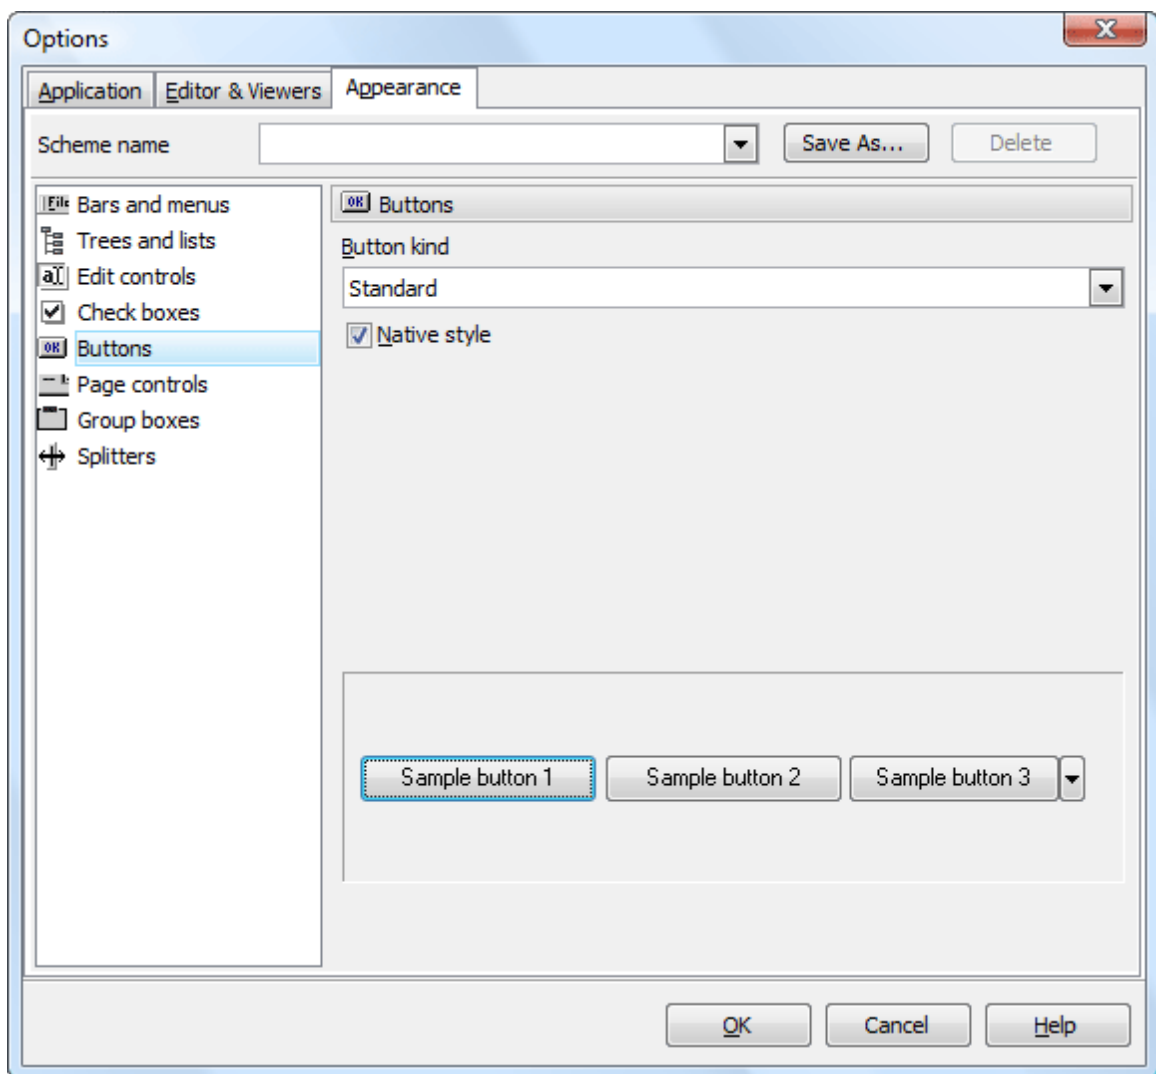 Options
Application Editor & Viewers Appearance
Scheme name Save As... Delete
Bars and menus
Trees and lists
Edit controls
Check boxes
Buttons
Page controls
Group boxes
Splitters
Buttons
Button kind
Standard
Native style
Sample button 1 Sample button 2 Sample button 3
OK Cancel Help